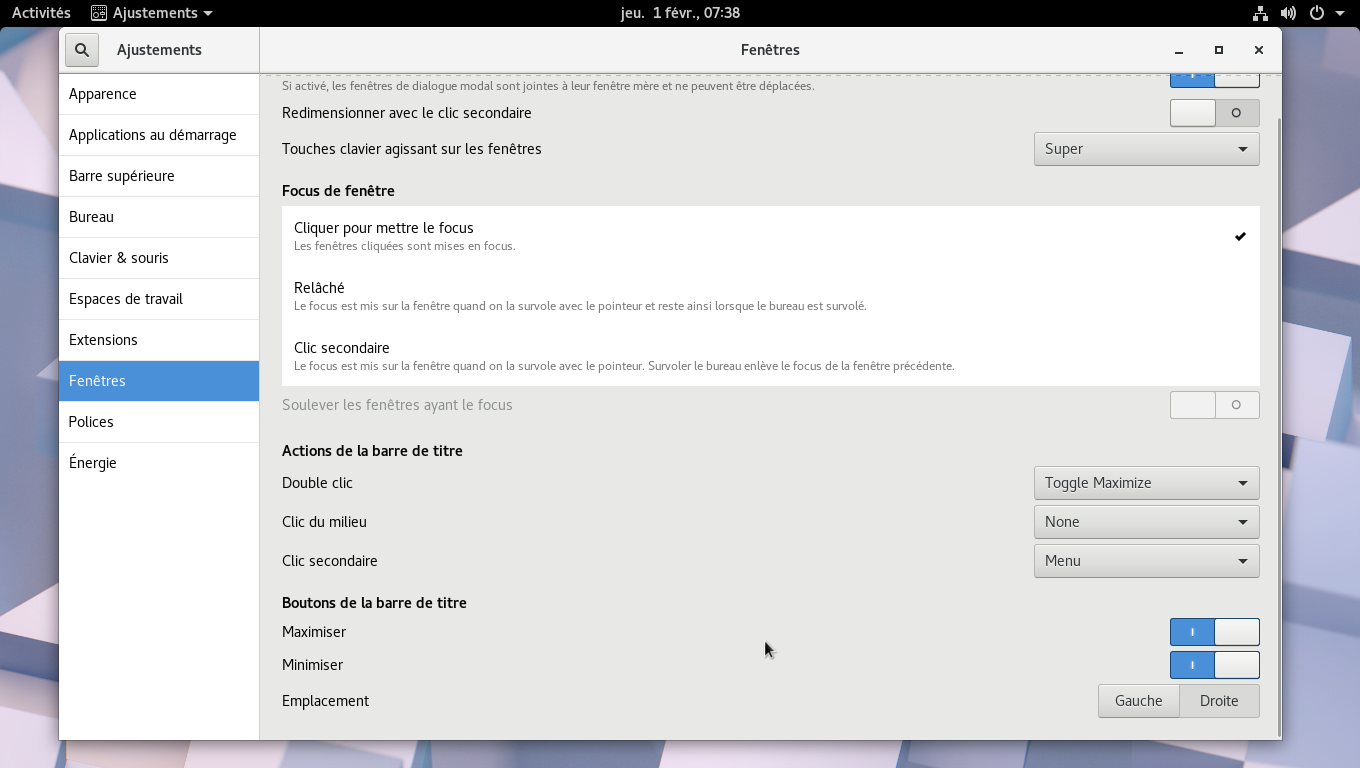 Activités Ajustements jeu. 1 févr., 07:38
Ajustements Fenêtres
Apparence
Applications au démarrage
Barre supérieure
Bureau
Clavier & souris
Espaces de travail
Extensions
Fenêtres
Polices
Énergie
Si activé, les fenêtres de dialogue modal sont jointes à leur fenêtre mère et ne peuvent être déplacées.
Redimensionner avec le clic secondaire
Touches clavier agissant sur les fenêtres Super
Focus de fenêtre
Cliquer pour mettre le focus
Les fenêtres cliquées sont mises en focus.
Relâché
Le focus est mis sur la fenêtre quand on la survole avec le pointeur et reste ainsi lorsque le bureau est survolé.
Clic secondaire
Le focus est mis sur la fenêtre quand on la survole avec le pointeur. Survoler le bureau enlève le focus de la fenêtre précédente.
Soulever les fenêtres ayant le focus
Actions de la barre de titre
Double clic Toggle Maximize
Clic du milieu None
Clic secondaire Menu
Boutons de la barre de titre
Maximiser
Minimiser
Emplacement Gauche Droite